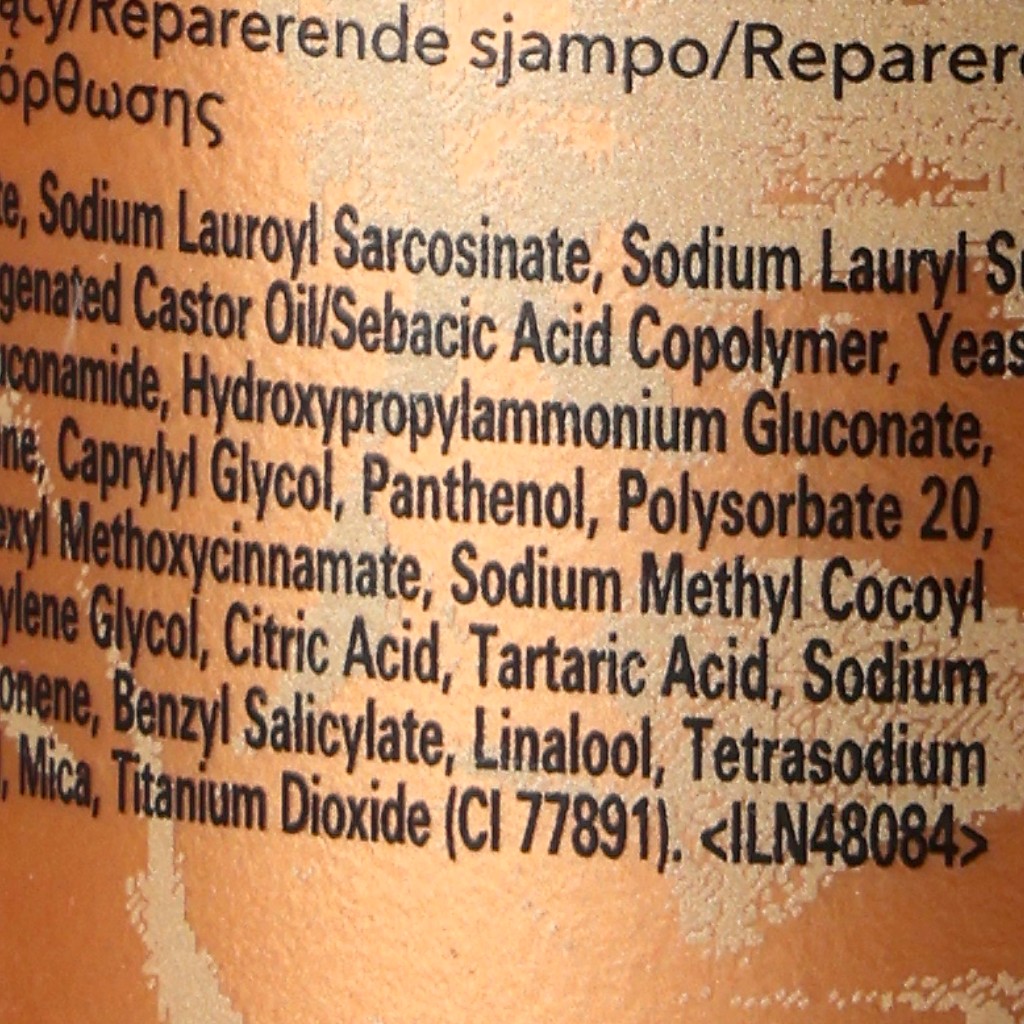 ący/Reparerende sjampo/Reparer
όρθωσης
te, Sodium Lauroyl Sarcosinate, Sodium Lauryl Su
genated Castor Oil/Sebacic Acid Copolymer, Yeas
uconamide, Hydroxypropylammonium Gluconate,
one, Caprylyl Glycol, Panthenol, Polysorbate 20,
exyl Methoxycinnamate, Sodium Methyl Cocoyl
ylene Glycol, Citric Acid, Tartaric Acid, Sodium
onene, Benzyl Salicylate, Linalool, Tetrasodium
, Mica, Titanium Dioxide (CI 77891). <ILN48084>